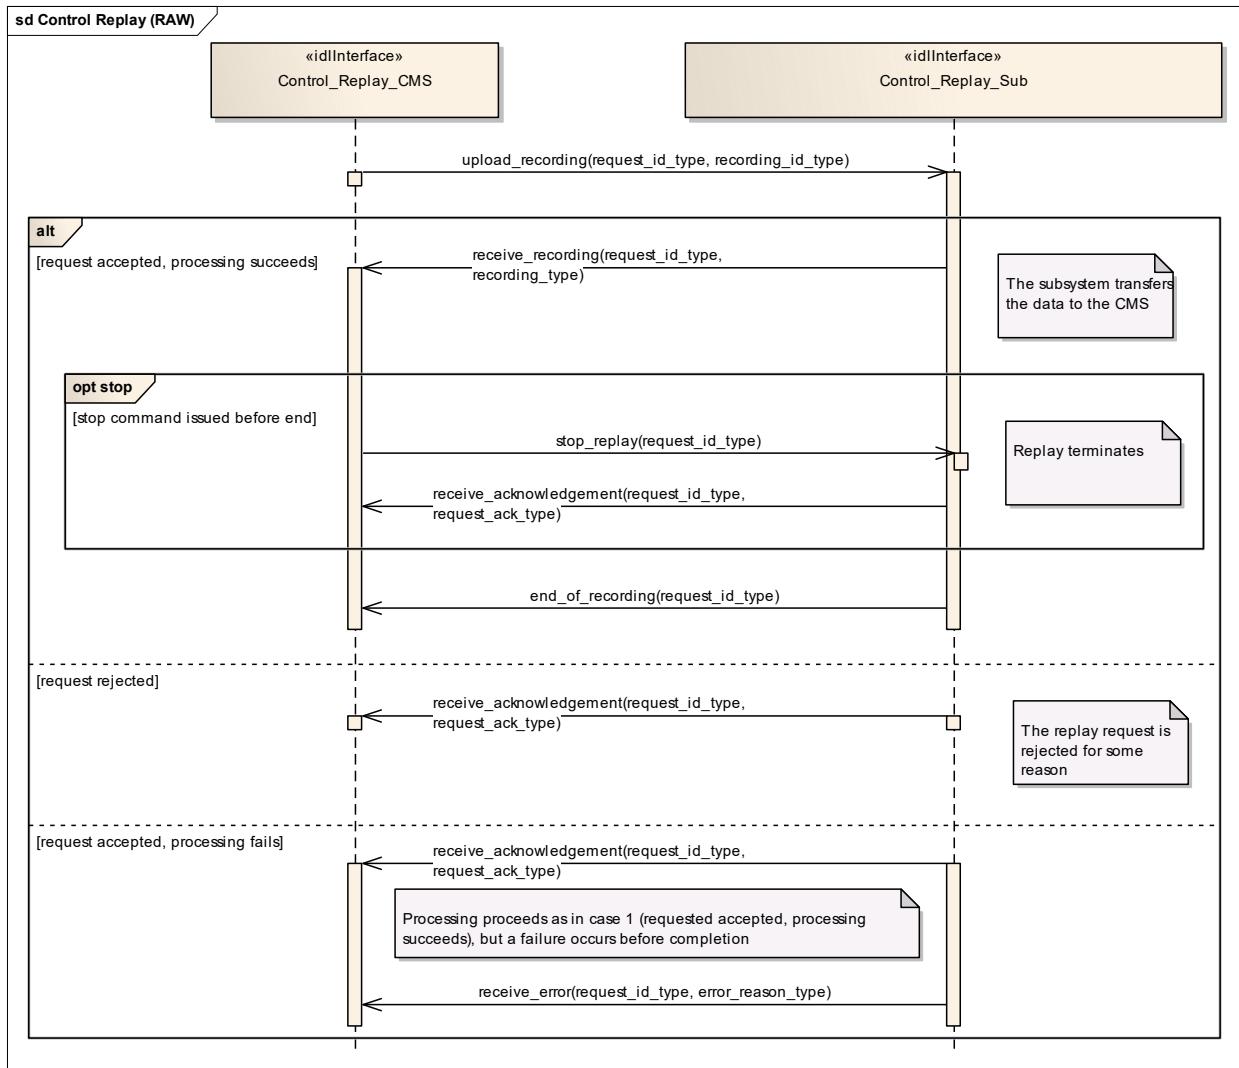 sd Control Replay (RAW)
«idlInterface»
Control_Replay_CMS
«idlInterface»
Control_Replay_Sub
upload_recording(request_id_type, recording_id_type)
alt
[request accepted, processing succeeds]
receive_recording(request_id_type,
recording_type)
The subsystem transfers
the data to the CMS
opt stop
[stop command issued before end]
stop_replay(request_id_type)
Replay terminates
receive_acknowledgement(request_id_type,
request_ack_type)
end_of_recording(request_id_type)
[request rejected]
receive_acknowledgement(request_id_type,
request_ack_type)
The replay request is
rejected for some
reason
[request accepted, processing fails]
receive_acknowledgement(request_id_type,
request_ack_type)
Processing proceeds as in case 1 (requested accepted, processing
succeeds), but a failure occurs before completion
receive_error(request_id_type, error_reason_type)